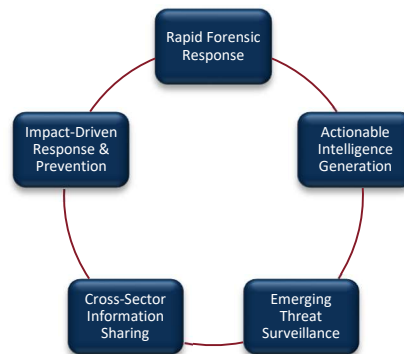 Rapid Forensic
Response
Actionable
Intelligence
Generation
Emerging
Threat
Surveillance
Cross-Sector
Information
Sharing
Impact-Driven
Response &
Prevention